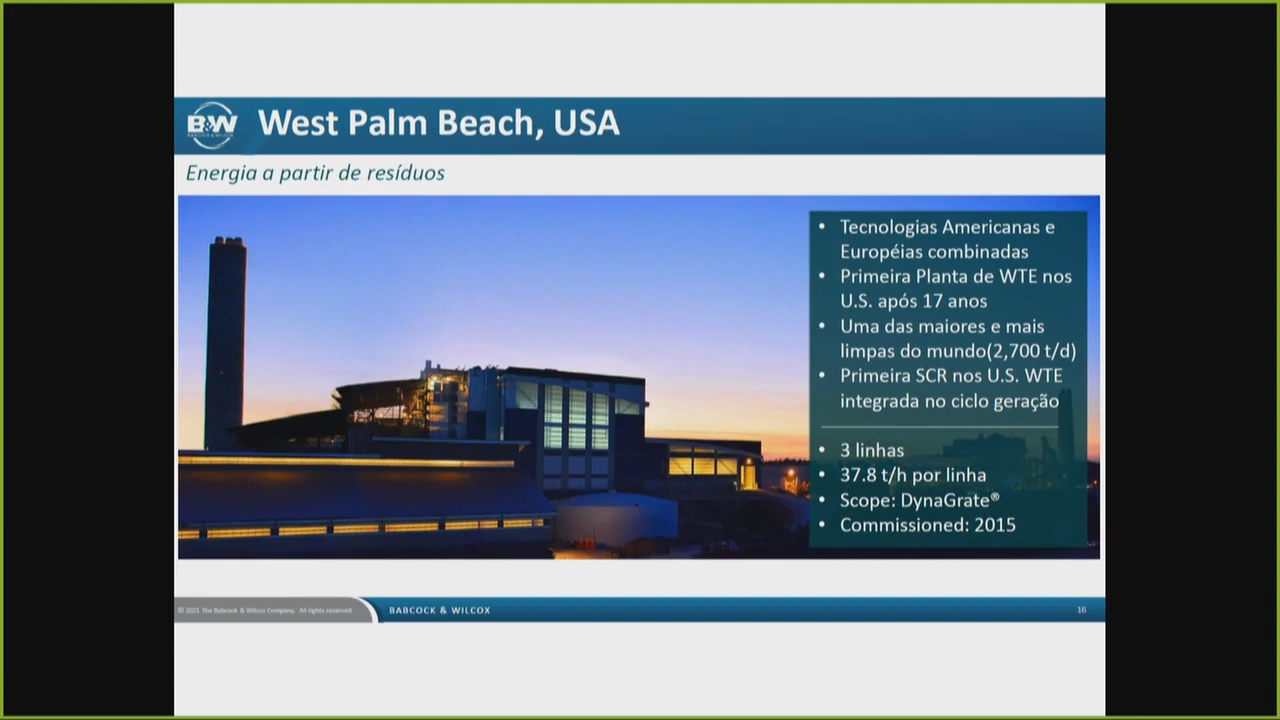 B&W
BABCOCK & WILCOX
West Palm Beach, USA
Energia a partir de resíduos
• Tecnologias Americanas e
Européias combinadas
• Primeira Planta de WTE nos
U.S. após 17 anos
• Uma das maiores e mais
limpas do mundo(2,700 t/d)
• Primeira SCR nos U.S. WTE
integrada no ciclo geração
• 3 linhas
• 37.8 t/h por linha
• Scope: DynaGrate®
• Commissioned: 2015
© 2021 The Babcock & Wilcox Company. All rights reserved.
BABCOCK & WILCOX
16